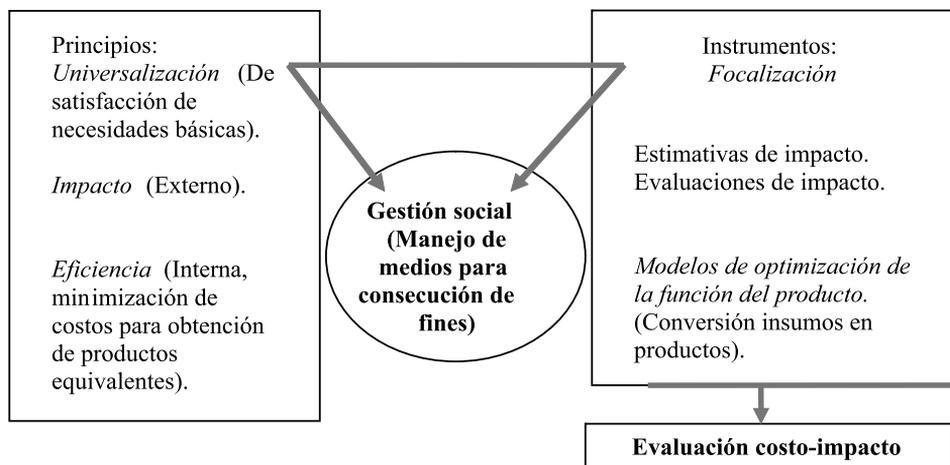 Principios:
Universalización (De
satisfacción de
necesidades básicas).
Impacto (Externo).
Eficiencia (Interna,
minimización de
costos para obtención
de productos
equivalentes).
Gestión social
(Manejo de
medios para
consecución de
fines)
Instrumentos:
Focalización
Estimativas de impacto.
Evaluaciones de impacto.
Modelos de optimización de
la función del producto.
(Conversión insumos en
productos).
Evaluación costo-impacto